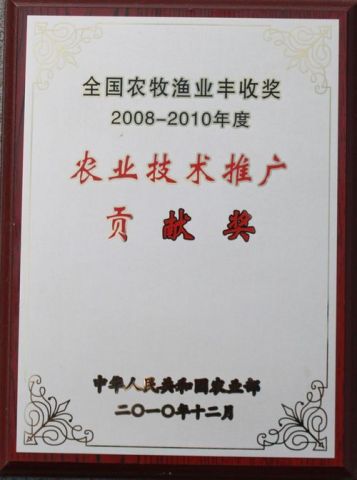 全国农牧渔业丰收奖
2008-2010年度
农业技术推广
贡献奖
中华人民共和国农业部
二〇一〇年十二月